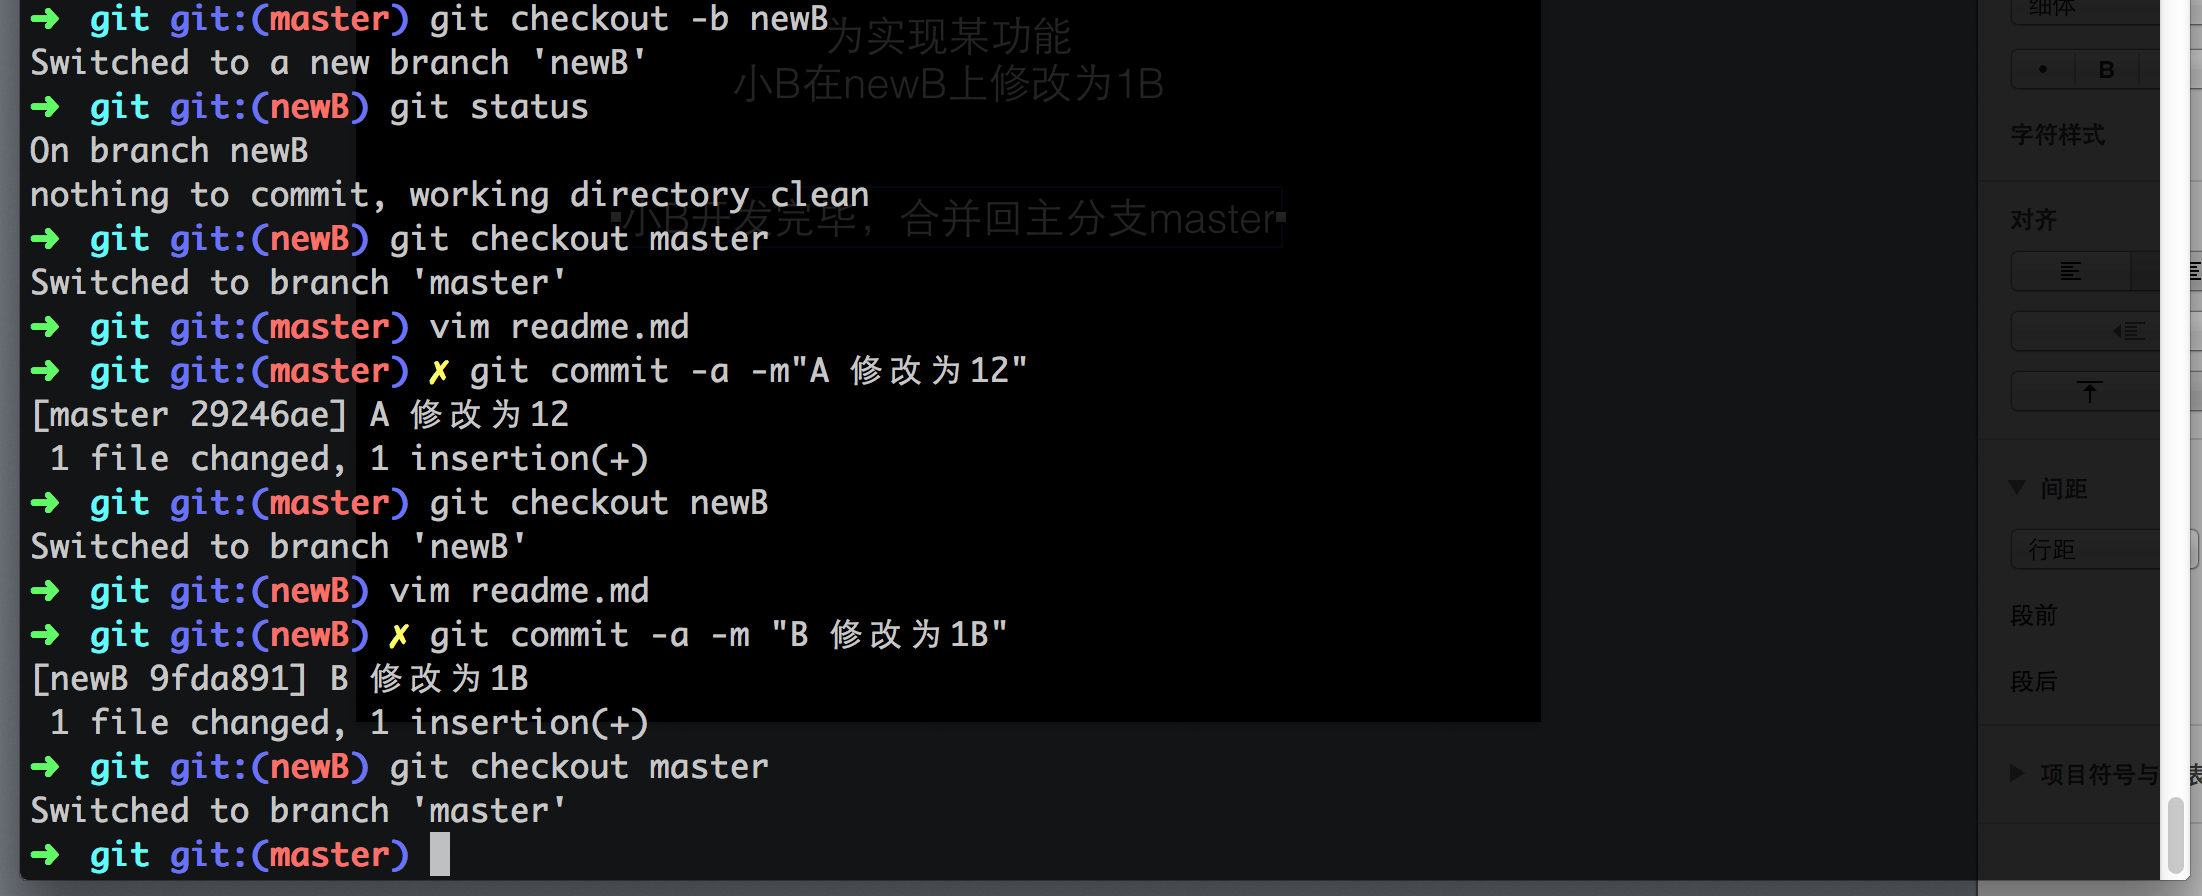 ➜ git git:(master) git checkout -b newB
Switched to a new branch 'newB'
➜ git git:(newB) git status
On branch newB
nothing to commit, working directory clean
➜ git git:(newB) git checkout master
Switched to branch 'master'
➜ git git:(master) vim readme.md
➜ git git:(master) ✗ git commit -a -m"A 修改为12"
[master 29246ae] A 修改为12
 1 file changed, 1 insertion(+)
➜ git git:(master) git checkout newB
Switched to branch 'newB'
➜ git git:(newB) vim readme.md
➜ git git:(newB) ✗ git commit -a -m "B 修改为1B"
[newB 9fda891] B 修改为1B
 1 file changed, 1 insertion(+)
➜ git git:(newB) git checkout master
Switched to branch 'master'
➜ git git:(master)
为实现某功能
小B在newB上修改为1B
小B开发完毕，合并回主分支master
细体
B
字符样式
对齐
间距
行距
段前
段后
项目符号与
表